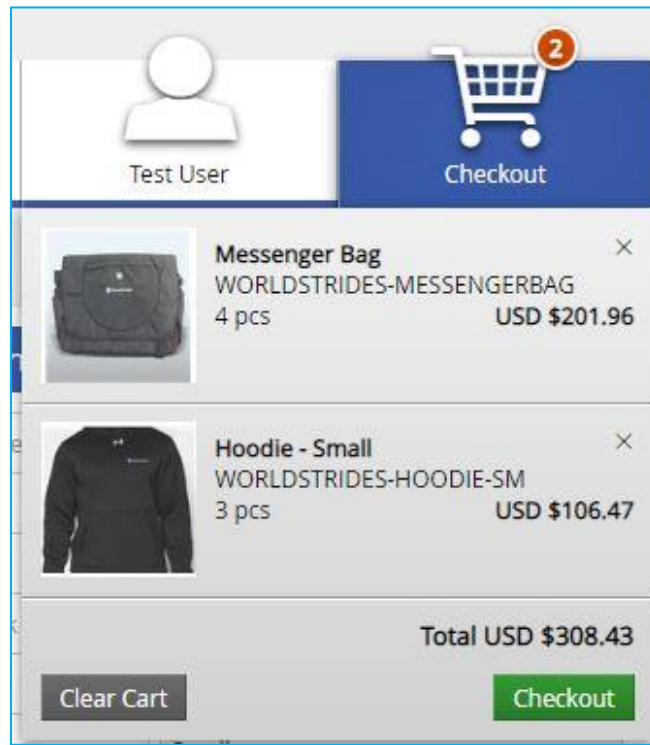 2
Test User
Checkout
Messenger Bag
WORLDSTRIDES-MESSENGERBAG
4 pcs
USD $201.96
Hoodie - Small
WORLDSTRIDES-HOODIE-SM
3 pcs
USD $106.47
Total USD $308.43
Clear Cart
Checkout